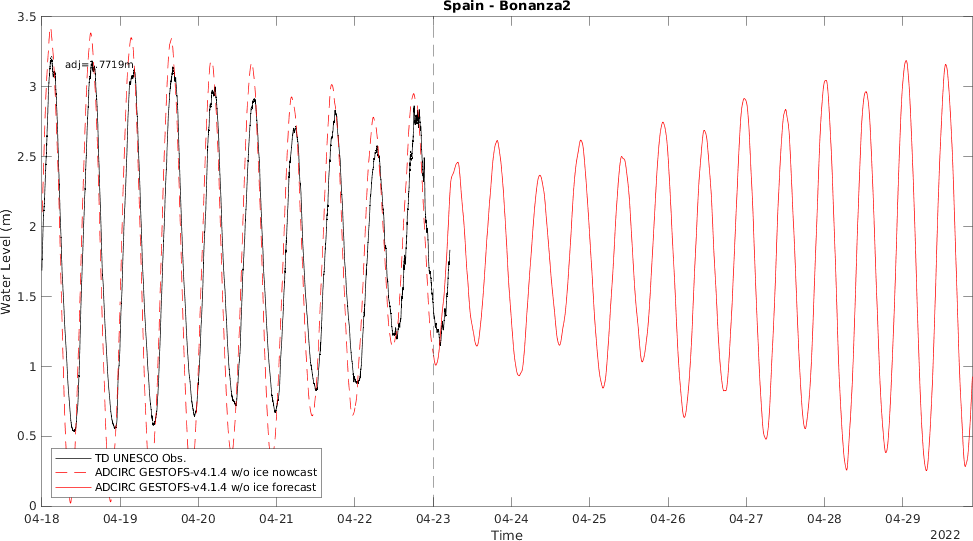 Spain - Bonanza2
adj=1.7719m
Water Level (m)
3.5
3
2.5
2
1.5
1
0.5
0
TD UNESCO Obs.
ADCIRC GESTOFS-v4.1.4 w/o ice nowcast
ADCIRC GESTOFS-v4.1.4 w/o ice forecast
04-18 04-19 04-20 04-21 04-22 04-23 04-24 04-25 04-26 04-27 04-28 04-29
Time
2022